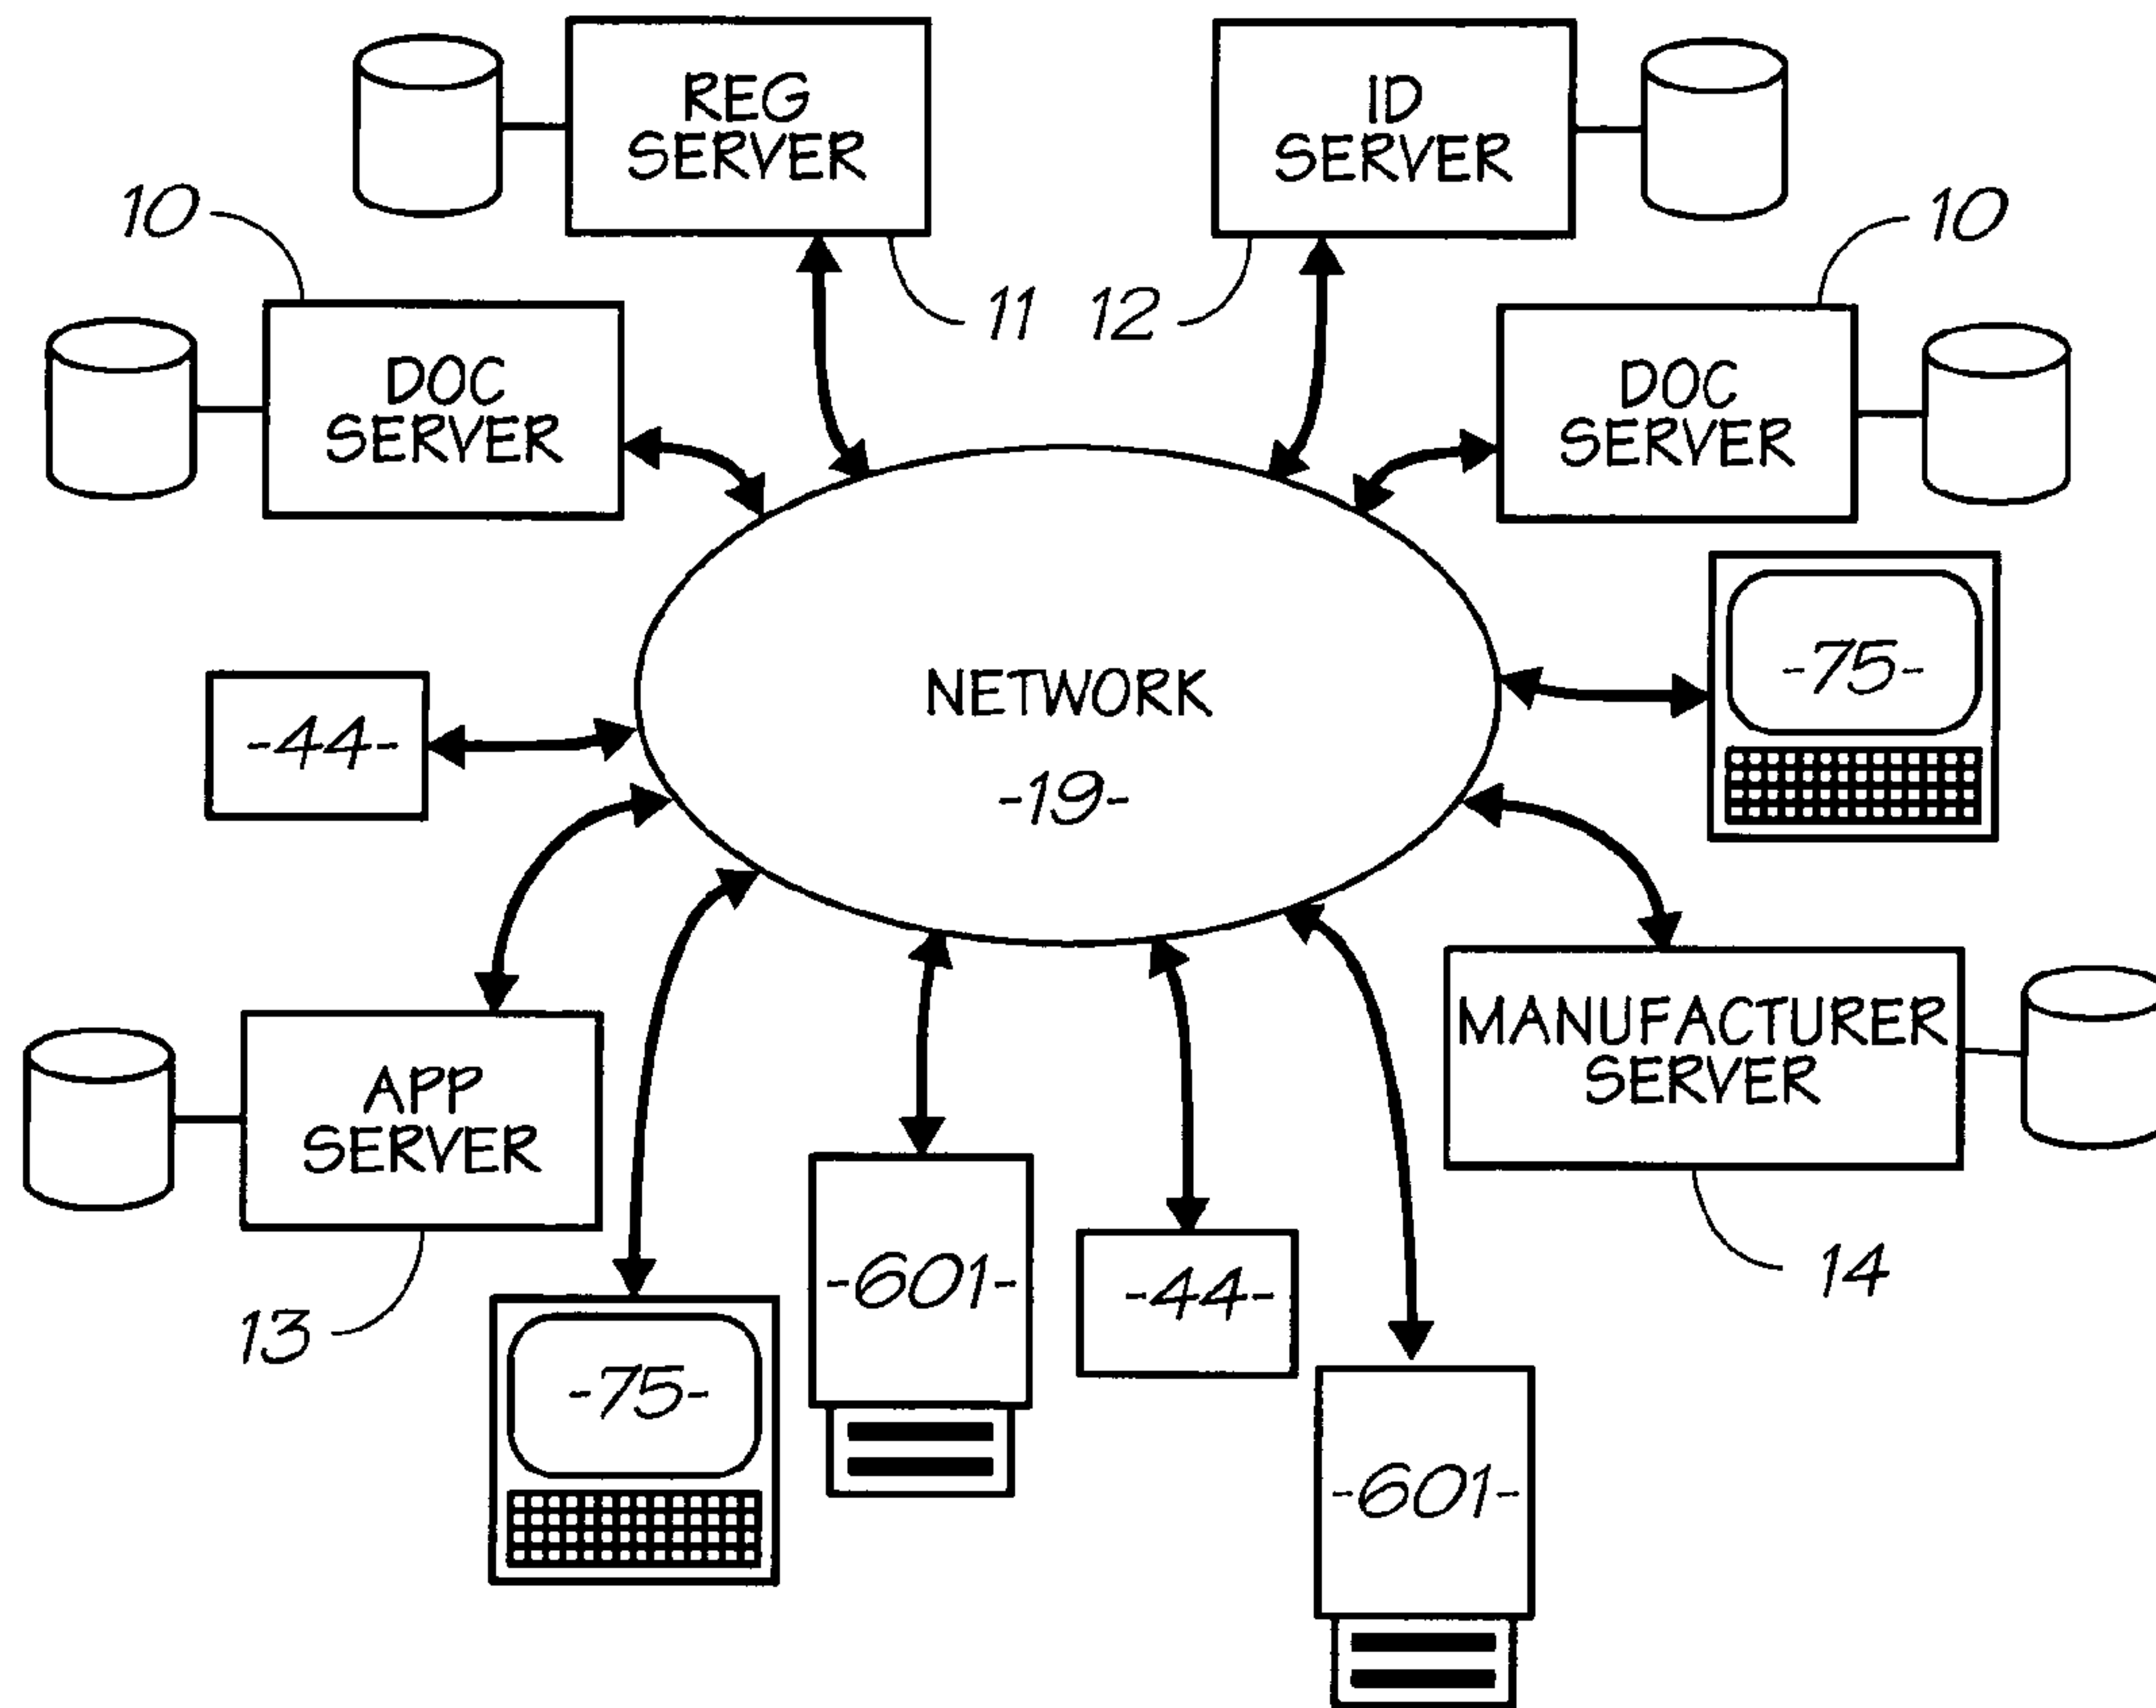 REG
SERVER
ID
SERVER
10
10
11
12
DOC
SERVER
DOC
SERVER
-75-
NETWORK
-19-
-44-
MANUFACTURER
SERVER
APP
SERVER
-601-
-44-
14
13
-75-
-601-